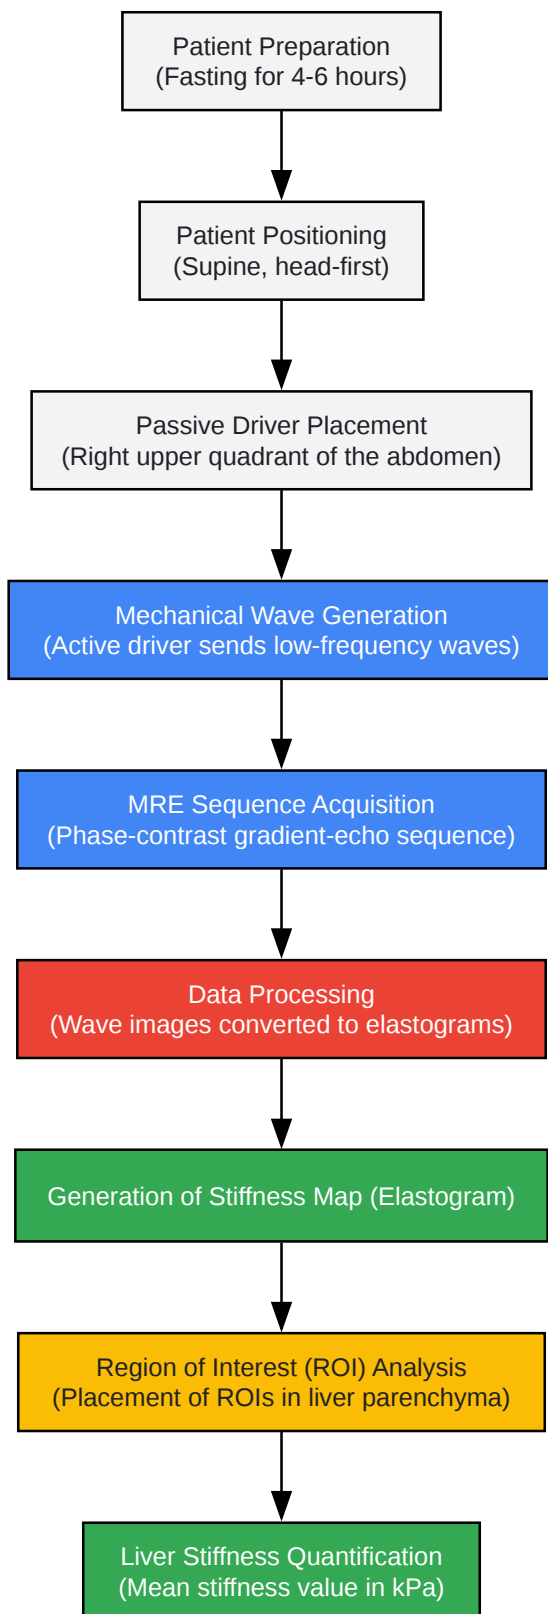 Patient Preparation
(Fasting for 4-6 hours)
Patient Positioning
(Supine, head-first)
Passive Driver Placement
(Right upper quadrant of the abdomen)
Mechanical Wave Generation
(Active driver sends low-frequency waves)
MRE Sequence Acquisition
(Phase-contrast gradient-echo sequence)
Data Processing
(Wave images converted to elastograms)
Generation of Stiffness Map (Elastogram)
Region of Interest (ROI) Analysis
(Placement of ROIs in liver parenchyma)
Liver Stiffness Quantification
(Mean stiffness value in kPa)